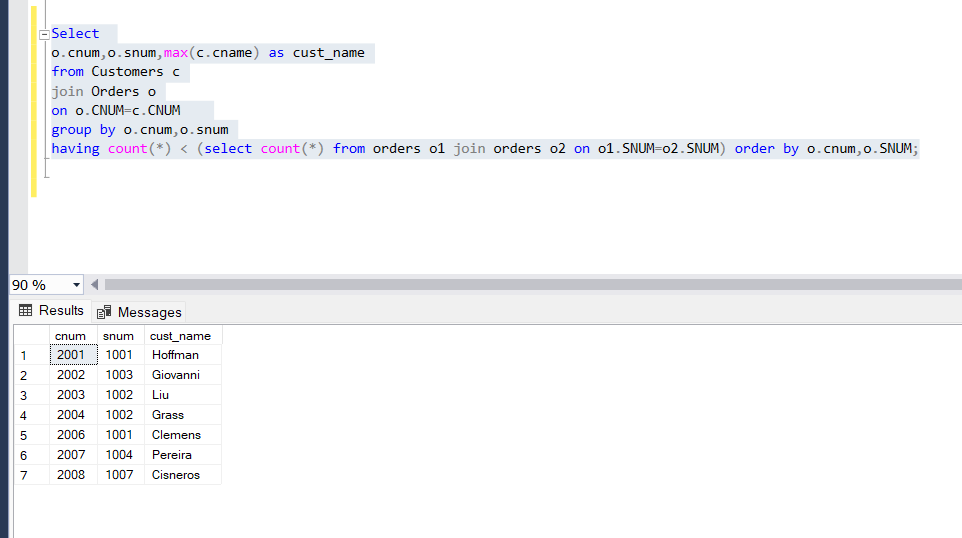 Select
o.cnum,o.snum,max(c.cname) as cust_name
from Customers c
join Orders o
on o.CNUM=c.CNUM
group by o.cnum,o.snum
having count(*) < (select count(*) from orders o1 join orders o2 on o1.SNUM=o2.SNUM) order by o.cnum,o.SNUM;
90 %
Results Messages
cnum snum cust_name
1 2001 1001 Hoffman
2 2002 1003 Giovanni
3 2003 1002 Liu
4 2004 1002 Grass
5 2006 1001 Clemens
6 2007 1004 Pereira
7 2008 1007 Cisneros